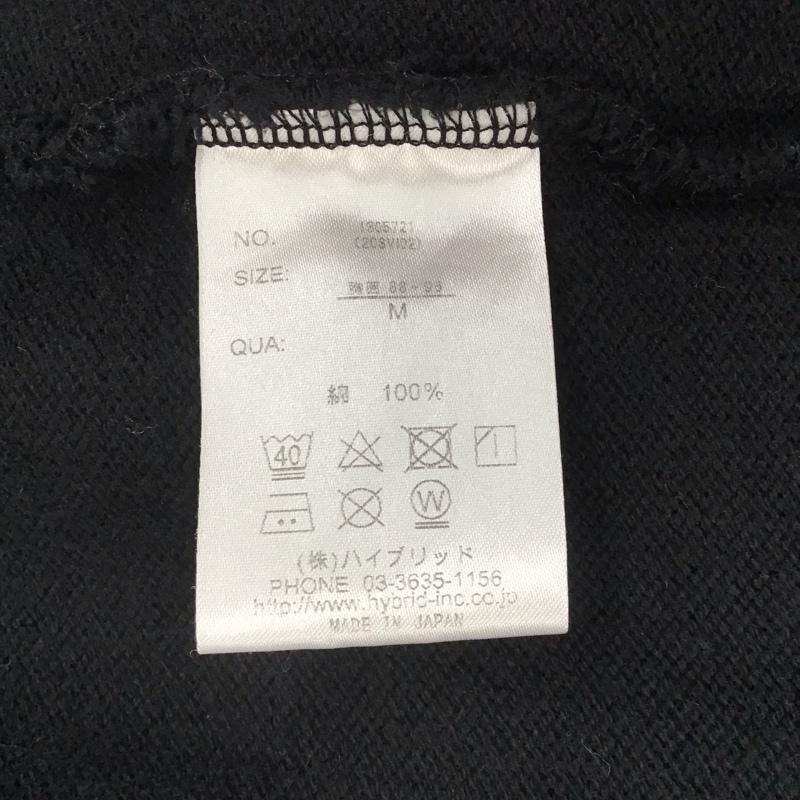 NO. 1805721
(20SVI02)
SIZE: 胸囲 88-96
M
QUA:
綿 100%
40
W
(株)ハイブリッド
PHONE 03-3635-1156
http://www.hybrid-inc.co.jp
MADE IN JAPAN